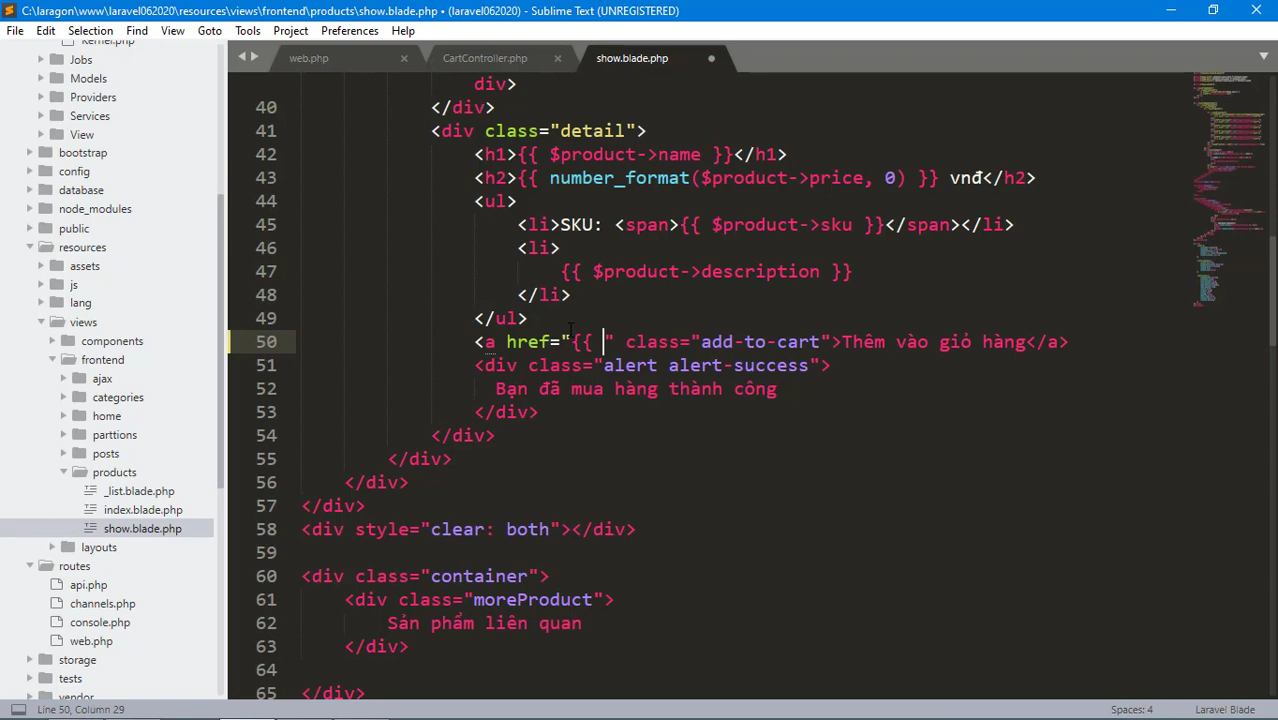 C:\laragon\www\laravel062020\resources\views\frontend\products\show.blade.php • (laravel062020) - Sublime Text (UNREGISTERED)
File Edit Selection Find View Goto Tools Project Preferences Help
Kernel.php
Jobs
Models
Providers
Services
View
bootstrap
config
database
node_modules
public
resources
assets
js
lang
views
components
frontend
ajax
categories
home
parttions
posts
products
_list.blade.php
index.blade.php
show.blade.php
layouts
routes
api.php
channels.php
console.php
web.php
storage
tests
vendor
web.php CartController.php show.blade.php
div>
40 </div>
41 <div class="detail">
42 <h1>{{ $product->name }}</h1>
43 <h2>{{ number_format($product->price, 0) }} vnđ</h2>
44 <ul>
45 <li>SKU: <span>{{ $product->sku }}</span></li>
46 <li>
47 {{ $product->description }}
48 </li>
49 </ul>
50 <a href="{{ " class="add-to-cart">Thêm vào giỏ hàng</a>
51 <div class="alert alert-success">
52 Bạn đã mua hàng thành công
53 </div>
54 </div>
55 </div>
56 </div>
57 </div>
58 <div style="clear: both"></div>
59
60 <div class="container">
61 <div class="moreProduct">
62 Sản phẩm liên quan
63 </div>
64
65 </div>
Line 50, Column 29 Spaces: 4 Laravel Blade